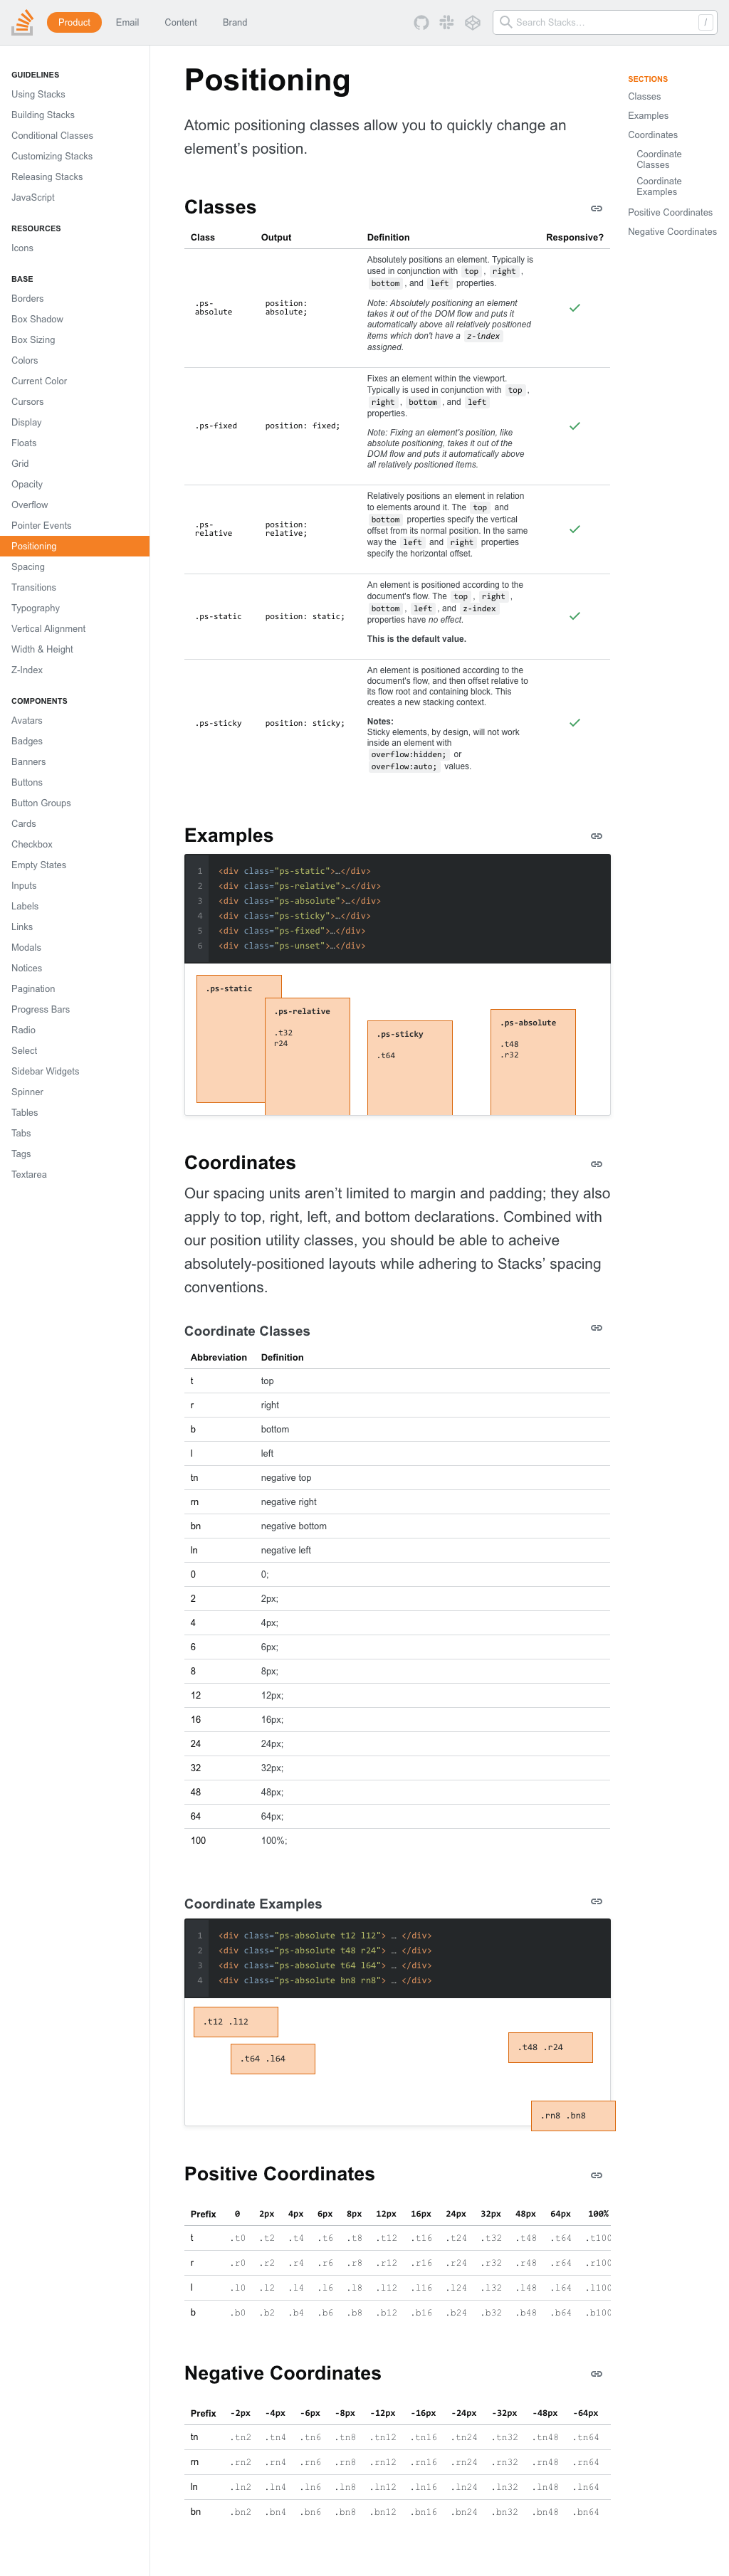 Product Email Content Brand Search Stacks… /
GUIDELINES
Using Stacks
Building Stacks
Conditional Classes
Customizing Stacks
Releasing Stacks
JavaScript
RESOURCES
Icons
BASE
Borders
Box Shadow
Box Sizing
Colors
Current Color
Cursors
Display
Floats
Grid
Opacity
Overflow
Pointer Events
Positioning
Spacing
Transitions
Typography
Vertical Alignment
Width & Height
Z-Index
COMPONENTS
Avatars
Badges
Banners
Buttons
Button Groups
Cards
Checkbox
Empty States
Inputs
Labels
Links
Modals
Notices
Pagination
Progress Bars
Radio
Select
Sidebar Widgets
Spinner
Tables
Tabs
Tags
Textarea
Positioning
Atomic positioning classes allow you to quickly change an
element’s position.
Classes
Class Output Definition Responsive?
.ps-
absolute
position:
absolute;
Absolutely positions an element. Typically is
used in conjunction with top , right ,
bottom , and left properties.
Note: Absolutely positioning an element
takes it out of the DOM flow and puts it
automatically above all relatively positioned
items which don't have a z-index
assigned.
.ps-fixed
position: fixed;
Fixes an element within the viewport.
Typically is used in conjunction with top ,
right , bottom , and left
properties.
Note: Fixing an element's position, like
absolute positioning, takes it out of the
DOM flow and puts it automatically above
all relatively positioned items.
.ps-
relative
position:
relative;
Relatively positions an element in relation
to elements around it. The top and
bottom properties specify the vertical
offset from its normal position. In the same
way the left and right properties
specify the horizontal offset.
.ps-static
position: static;
An element is positioned according to the
document's flow. The top , right ,
bottom , left , and z-index
properties have no effect.
This is the default value.
.ps-sticky
position: sticky;
An element is positioned according to the
document's flow, and then offset relative to
its flow root and containing block. This
creates a new stacking context.
Notes:
Sticky elements, by design, will not work
inside an element with
overflow:hidden; or
overflow:auto; values.
Examples
1 <div class="ps-static">…</div>
2 <div class="ps-relative">…</div>
3 <div class="ps-absolute">…</div>
4 <div class="ps-sticky">…</div>
5 <div class="ps-fixed">…</div>
6 <div class="ps-unset">…</div>
.ps-static
.ps-relative
.t32
r24
.ps-sticky
.t64
.ps-absolute
.t48
.r32
Coordinates
Our spacing units aren’t limited to margin and padding; they also
apply to top, right, left, and bottom declarations. Combined with
our position utility classes, you should be able to acheive
absolutely-positioned layouts while adhering to Stacks’ spacing
conventions.
Coordinate Classes
Abbreviation Definition
t top
r right
b bottom
l left
tn negative top
rn negative right
bn negative bottom
ln negative left
0 0;
2 2px;
4 4px;
6 6px;
8 8px;
12 12px;
16 16px;
24 24px;
32 32px;
48 48px;
64 64px;
100 100%;
Coordinate Examples
1 <div class="ps-absolute t12 l12"> … </div>
2 <div class="ps-absolute t48 r24"> … </div>
3 <div class="ps-absolute t64 l64"> … </div>
4 <div class="ps-absolute bn8 rn8"> … </div>
.t12 .l12
.t48 .r24
.t64 .l64
.rn8 .bn8
Positive Coordinates
Prefix 0 2px 4px 6px 8px 12px 16px 24px 32px 48px 64px 100%
t .t0 .t2 .t4 .t6 .t8 .t12 .t16 .t24 .t32 .t48 .t64 .t100
r .r0 .r2 .r4 .r6 .r8 .r12 .r16 .r24 .r32 .r48 .r64 .r100
l .l0 .l2 .l4 .l6 .l8 .l12 .l16 .l24 .l32 .l48 .l64 .l100
b .b0 .b2 .b4 .b6 .b8 .b12 .b16 .b24 .b32 .b48 .b64 .b100
Negative Coordinates
Prefix -2px -4px -6px -8px -12px -16px -24px -32px -48px -64px
tn .tn2 .tn4 .tn6 .tn8 .tn12 .tn16 .tn24 .tn32 .tn48 .tn64
rn .rn2 .rn4 .rn6 .rn8 .rn12 .rn16 .rn24 .rn32 .rn48 .rn64
ln .ln2 .ln4 .ln6 .ln8 .ln12 .ln16 .ln24 .ln32 .ln48 .ln64
bn .bn2 .bn4 .bn6 .bn8 .bn12 .bn16 .bn24 .bn32 .bn48 .bn64
SECTIONS
Classes
Examples
Coordinates
Coordinate
Classes
Coordinate
Examples
Positive Coordinates
Negative Coordinates